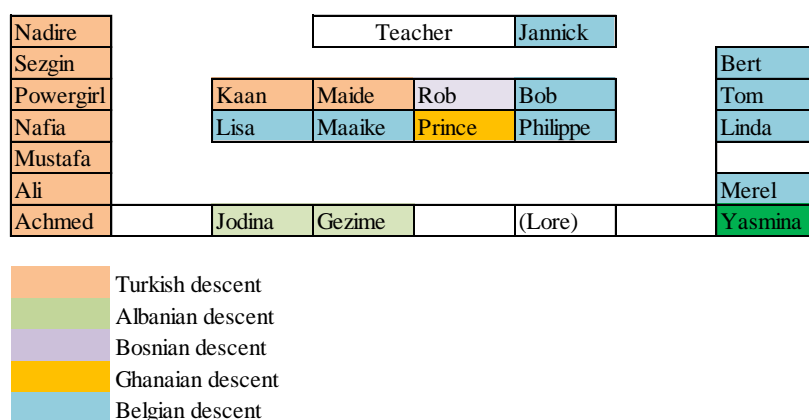 Nadire Teacher Jannick
Sezgin Bert
Powergirl Kaan Maide Rob Bob Tom
Nafia Lisa Maaike Prince Philippe Linda
Mustafa
Ali Merel
Achmed Jodina Gezime (Lore) Yasmina
Turkish descent
Albanian descent
Bosnian descent
Ghanaian descent
Belgian descent